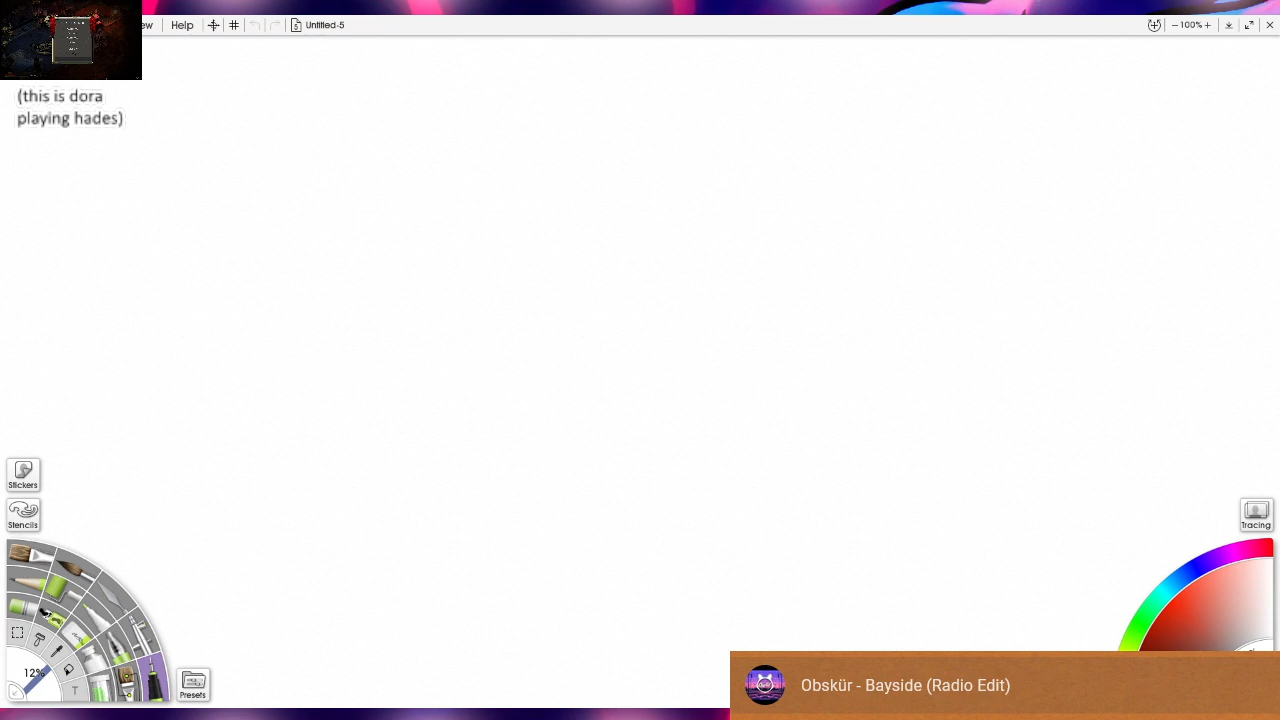 ew
Help
Untitled-5
100%
(this is dora
playing hades)
Stickers
Stencils
Tracing
12%
T
Presets
Obskür - Bayside (Radio Edit)